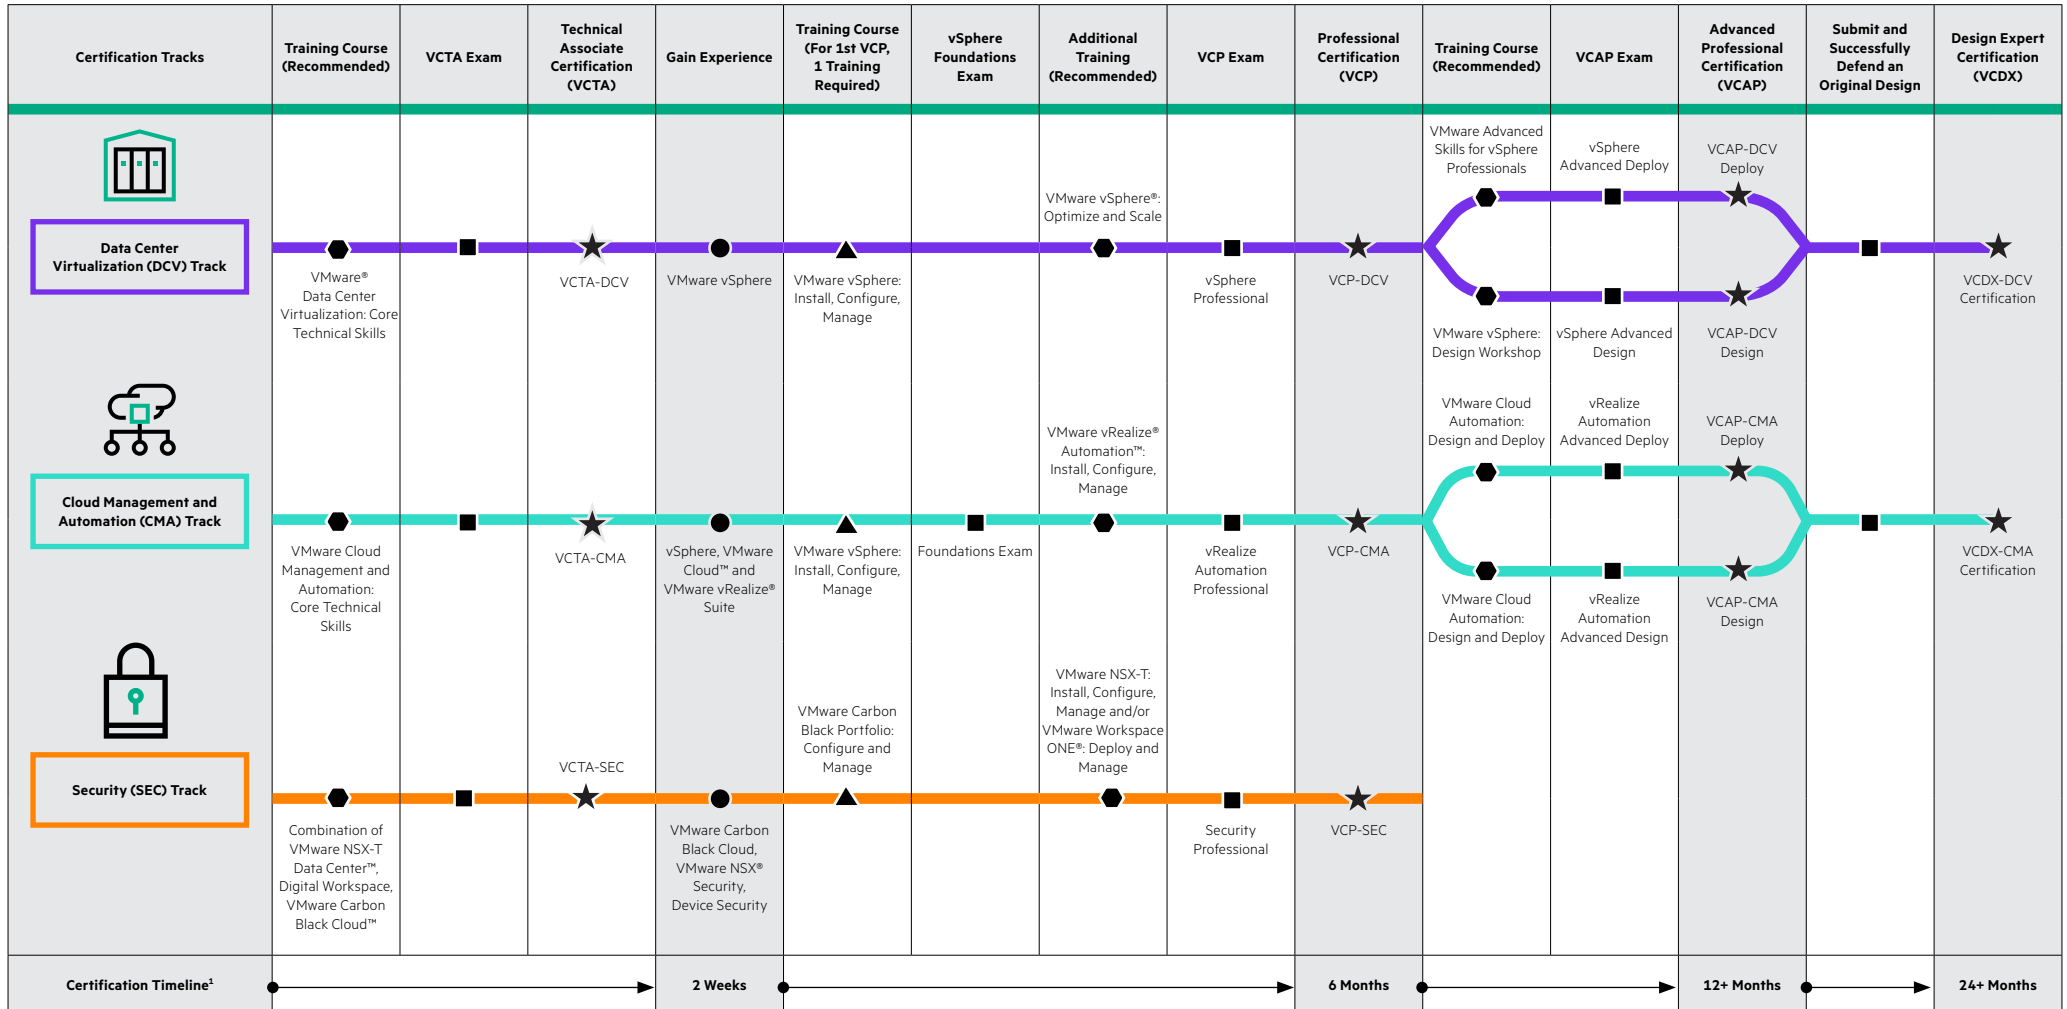 Certification Tracks
Training Course
(Recommended)
VCTA Exam
Technical
Associate
Certification
(VCTA)
Gain Experience
Training Course
(For 1st VCP,
1 Training
Required)
vSphere
Foundations
Exam
Additional
Training
(Recommended)
VCP Exam
Professional
Certification
(VCP)
Training Course
(Recommended)
VCAP Exam
Advanced
Professional
Certification
(VCAP)
Submit and
Successfully
Defend an
Original Design
Design Expert
Certification
(VCDX)
Data Center
Virtualization (DCV) Track
VMware®
Data Center
Virtualization: Core
Technical Skills
VCTA-DCV
VMware vSphere
VMware vSphere:
Install, Configure,
Manage
VMware vSphere®:
Optimize and Scale
vSphere
Professional
VCP-DCV
VMware Advanced
Skills for vSphere
Professionals
vSphere
Advanced Deploy
VCAP-DCV
Deploy
VMware vSphere:
Design Workshop
vSphere Advanced
Design
VCAP-DCV
Design
VCDX-DCV
Certification
Cloud Management and
Automation (CMA) Track
VMware Cloud
Management and
Automation:
Core Technical
Skills
VCTA-CMA
vSphere, VMware
Cloud™ and
VMware vRealize®
Suite
VMware vSphere:
Install, Configure,
Manage
Foundations Exam
VMware vRealize®
Automation™:
Install, Configure,
Manage
vRealize
Automation
Professional
VCP-CMA
VMware Cloud
Automation:
Design and Deploy
vRealize
Automation
Advanced Deploy
VCAP-CMA
Deploy
VMware Cloud
Automation:
Design and Deploy
vRealize
Automation
Advanced Design
VCAP-CMA
Design
VCDX-CMA
Certification
Security (SEC) Track
Combination of
VMware NSX-T
Data Center™,
Digital Workspace,
VMware Carbon
Black Cloud™
VCTA-SEC
VMware Carbon
Black Cloud,
VMware NSX®
Security,
Device Security
VMware Carbon
Black Portfolio:
Configure and
Manage
VMware NSX-T:
Install, Configure,
Manage and/or
VMware Workspace
ONE®: Deploy and
Manage
Security
Professional
VCP-SEC
Certification Timeline¹
2 Weeks
6 Months
12+ Months
24+ Months